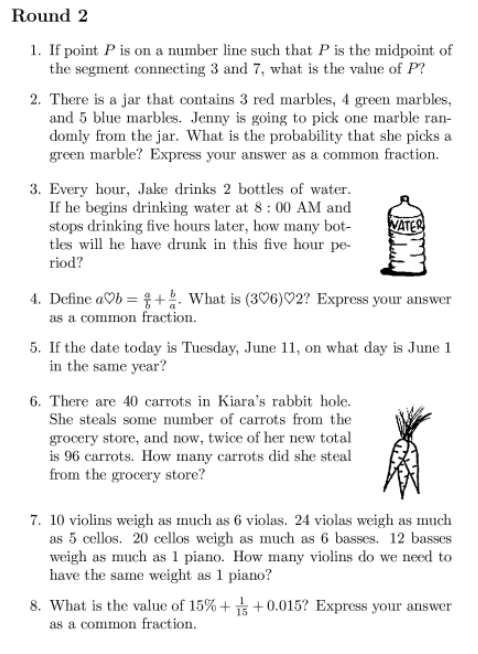 Round 2
1. If point P is on a number line such that P is the midpoint of
the segment connecting 3 and 7, what is the value of P?
2. There is a jar that contains 3 red marbles, 4 green marbles,
and 5 blue marbles. Jenny is going to pick one marble ran-
domly from the jar. What is the probability that she picks a
green marble? Express your answer as a common fraction.
3. Every hour, Jake drinks 2 bottles of water.
If he begins drinking water at 8 : 00 AM and
stops drinking five hours later, how many bot-
tles will he have drunk in this five hour pe-
riod?
WATER
4. Define a♡b = a/b + b/a. What is (3♡6)♡2? Express your answer
as a common fraction.
5. If the date today is Tuesday, June 11, on what day is June 1
in the same year?
6. There are 40 carrots in Kiara's rabbit hole.
She steals some number of carrots from the
grocery store, and now, twice of her new total
is 96 carrots. How many carrots did she steal
from the grocery store?
7. 10 violins weigh as much as 6 violas. 24 violas weigh as much
as 5 cellos. 20 cellos weigh as much as 6 basses. 12 basses
weigh as much as 1 piano. How many violins do we need to
have the same weight as 1 piano?
8. What is the value of 15% + 1/15 + 0.015? Express your answer
as a common fraction.